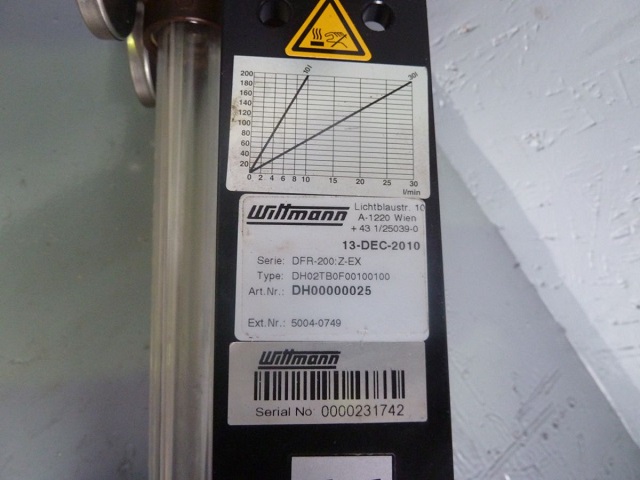 10l
30l
200
180
160
140
120
100
80
60
40
20
0 2 4 6 8 10 15 20 25 30
l/min
Wittmann
Lichtblaustr. 10
A-1220 Wien
+ 43 1/25039-0
13-DEC-2010
Serie: DFR-200:Z-EX
Type: DH02TB0F00100100
Art.Nr.: DH00000025
Ext.Nr.: 5004-0749
Wittmann
Serial No 0000231742